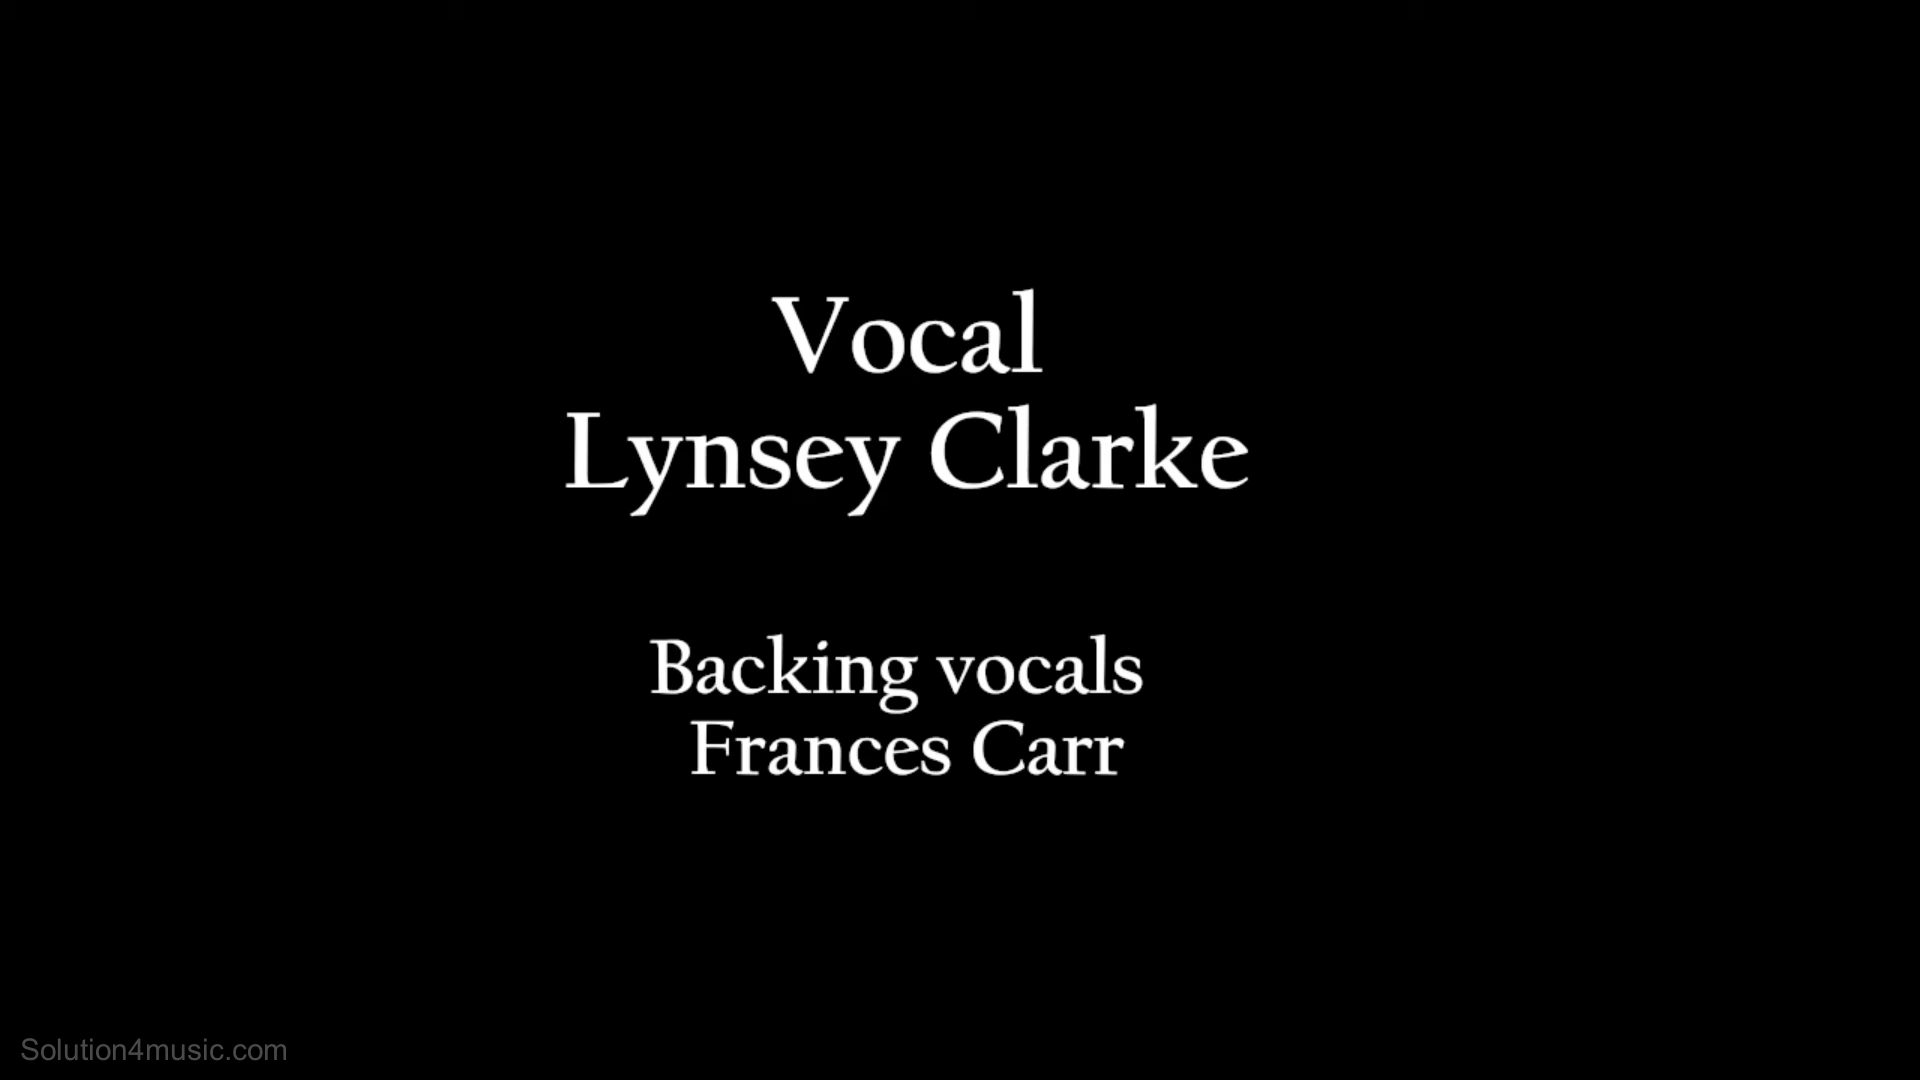 Vocal
Lynsey Clarke
Backing vocals
Frances Carr
Solution4music.com